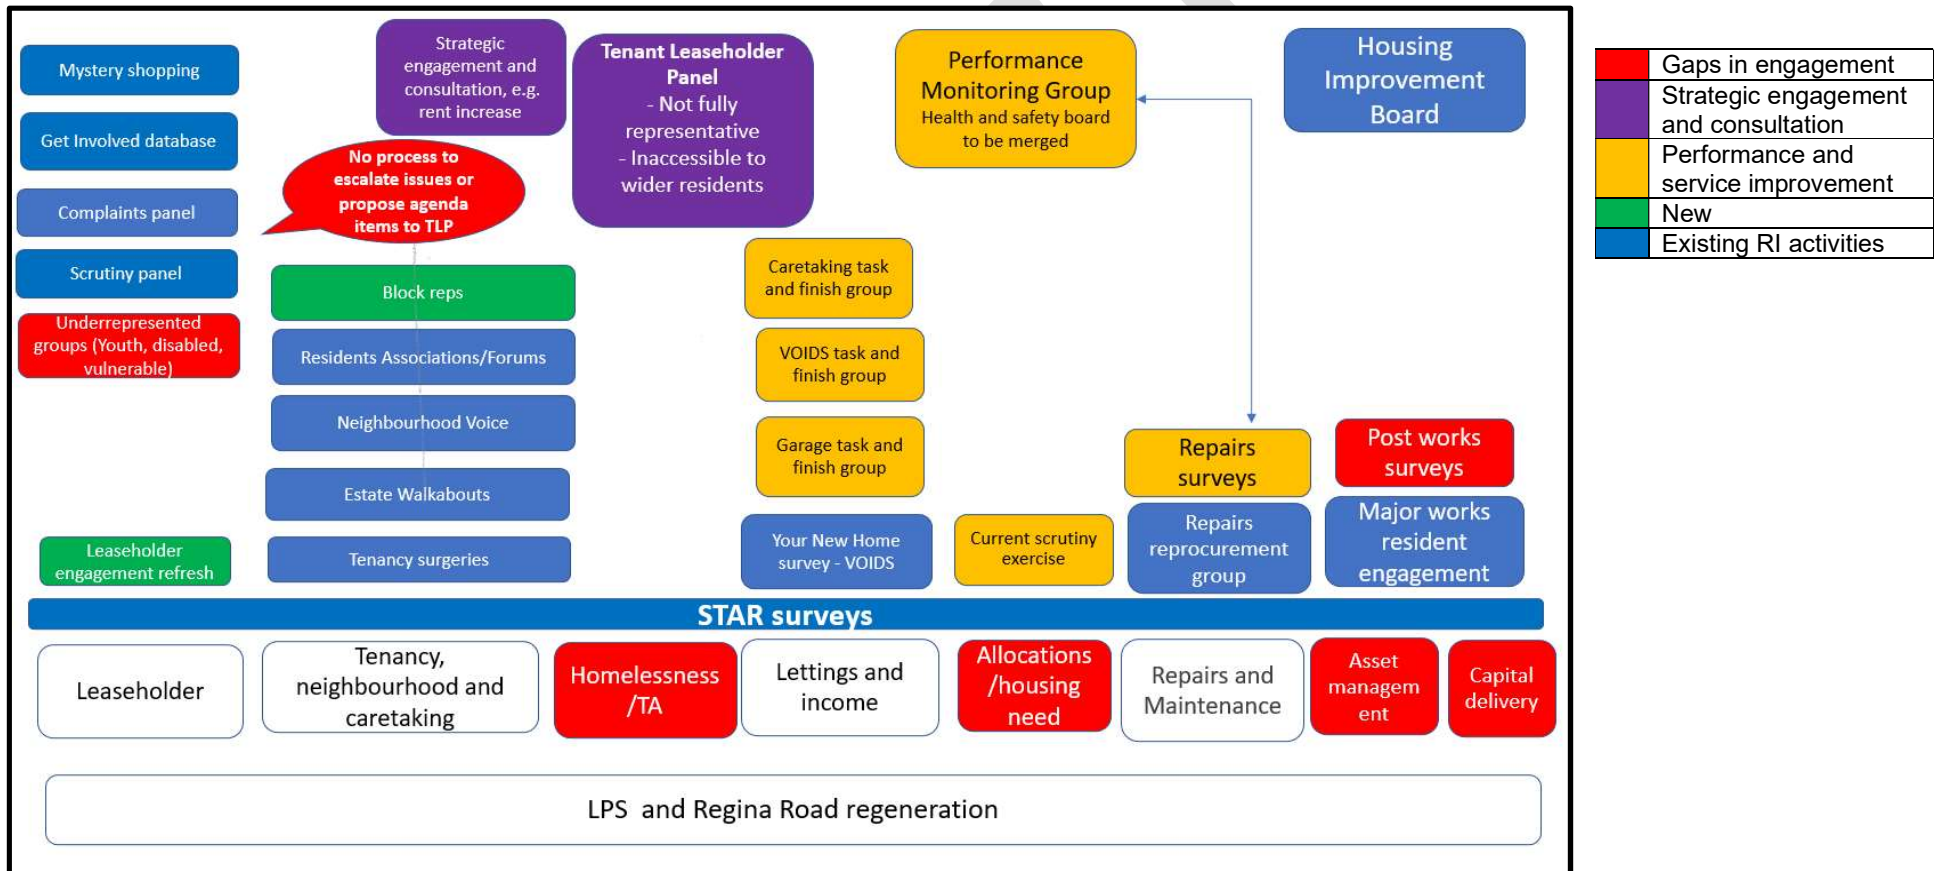 Mystery shopping
Get Involved database
Complaints panel
Scrutiny panel
Underrepresented
groups (Youth, disabled,
vulnerable)
Leaseholder
engagement refresh
Strategic
engagement and
consultation, e.g.
rent increase
No process to
escalate issues or
propose agenda
items to TLP
Block reps
Residents Associations/Forums
Neighbourhood Voice
Estate Walkabouts
Tenancy surgeries
Tenant Leaseholder
Panel
- Not fully
representative
- Inaccessible to
wider residents
Caretaking task
and finish group
VOIDS task and
finish group
Garage task and
finish group
Your New Home
survey - VOIDS
Performance
Monitoring Group
Health and safety board
to be merged
Current scrutiny
exercise
Repairs
surveys
Repairs
reprocurement
group
Housing
Improvement
Board
Post works
surveys
Major works
resident
engagement
STAR surveys
Leaseholder
Tenancy,
neighbourhood and
caretaking
Homelessness
/TA
Lettings and
income
Allocations
/housing
need
Repairs and
Maintenance
Asset
managem
ent
Capital
delivery
LPS and Regina Road regeneration
Gaps in engagement
Strategic engagement
and consultation
Performance and
service improvement
New
Existing RI activities